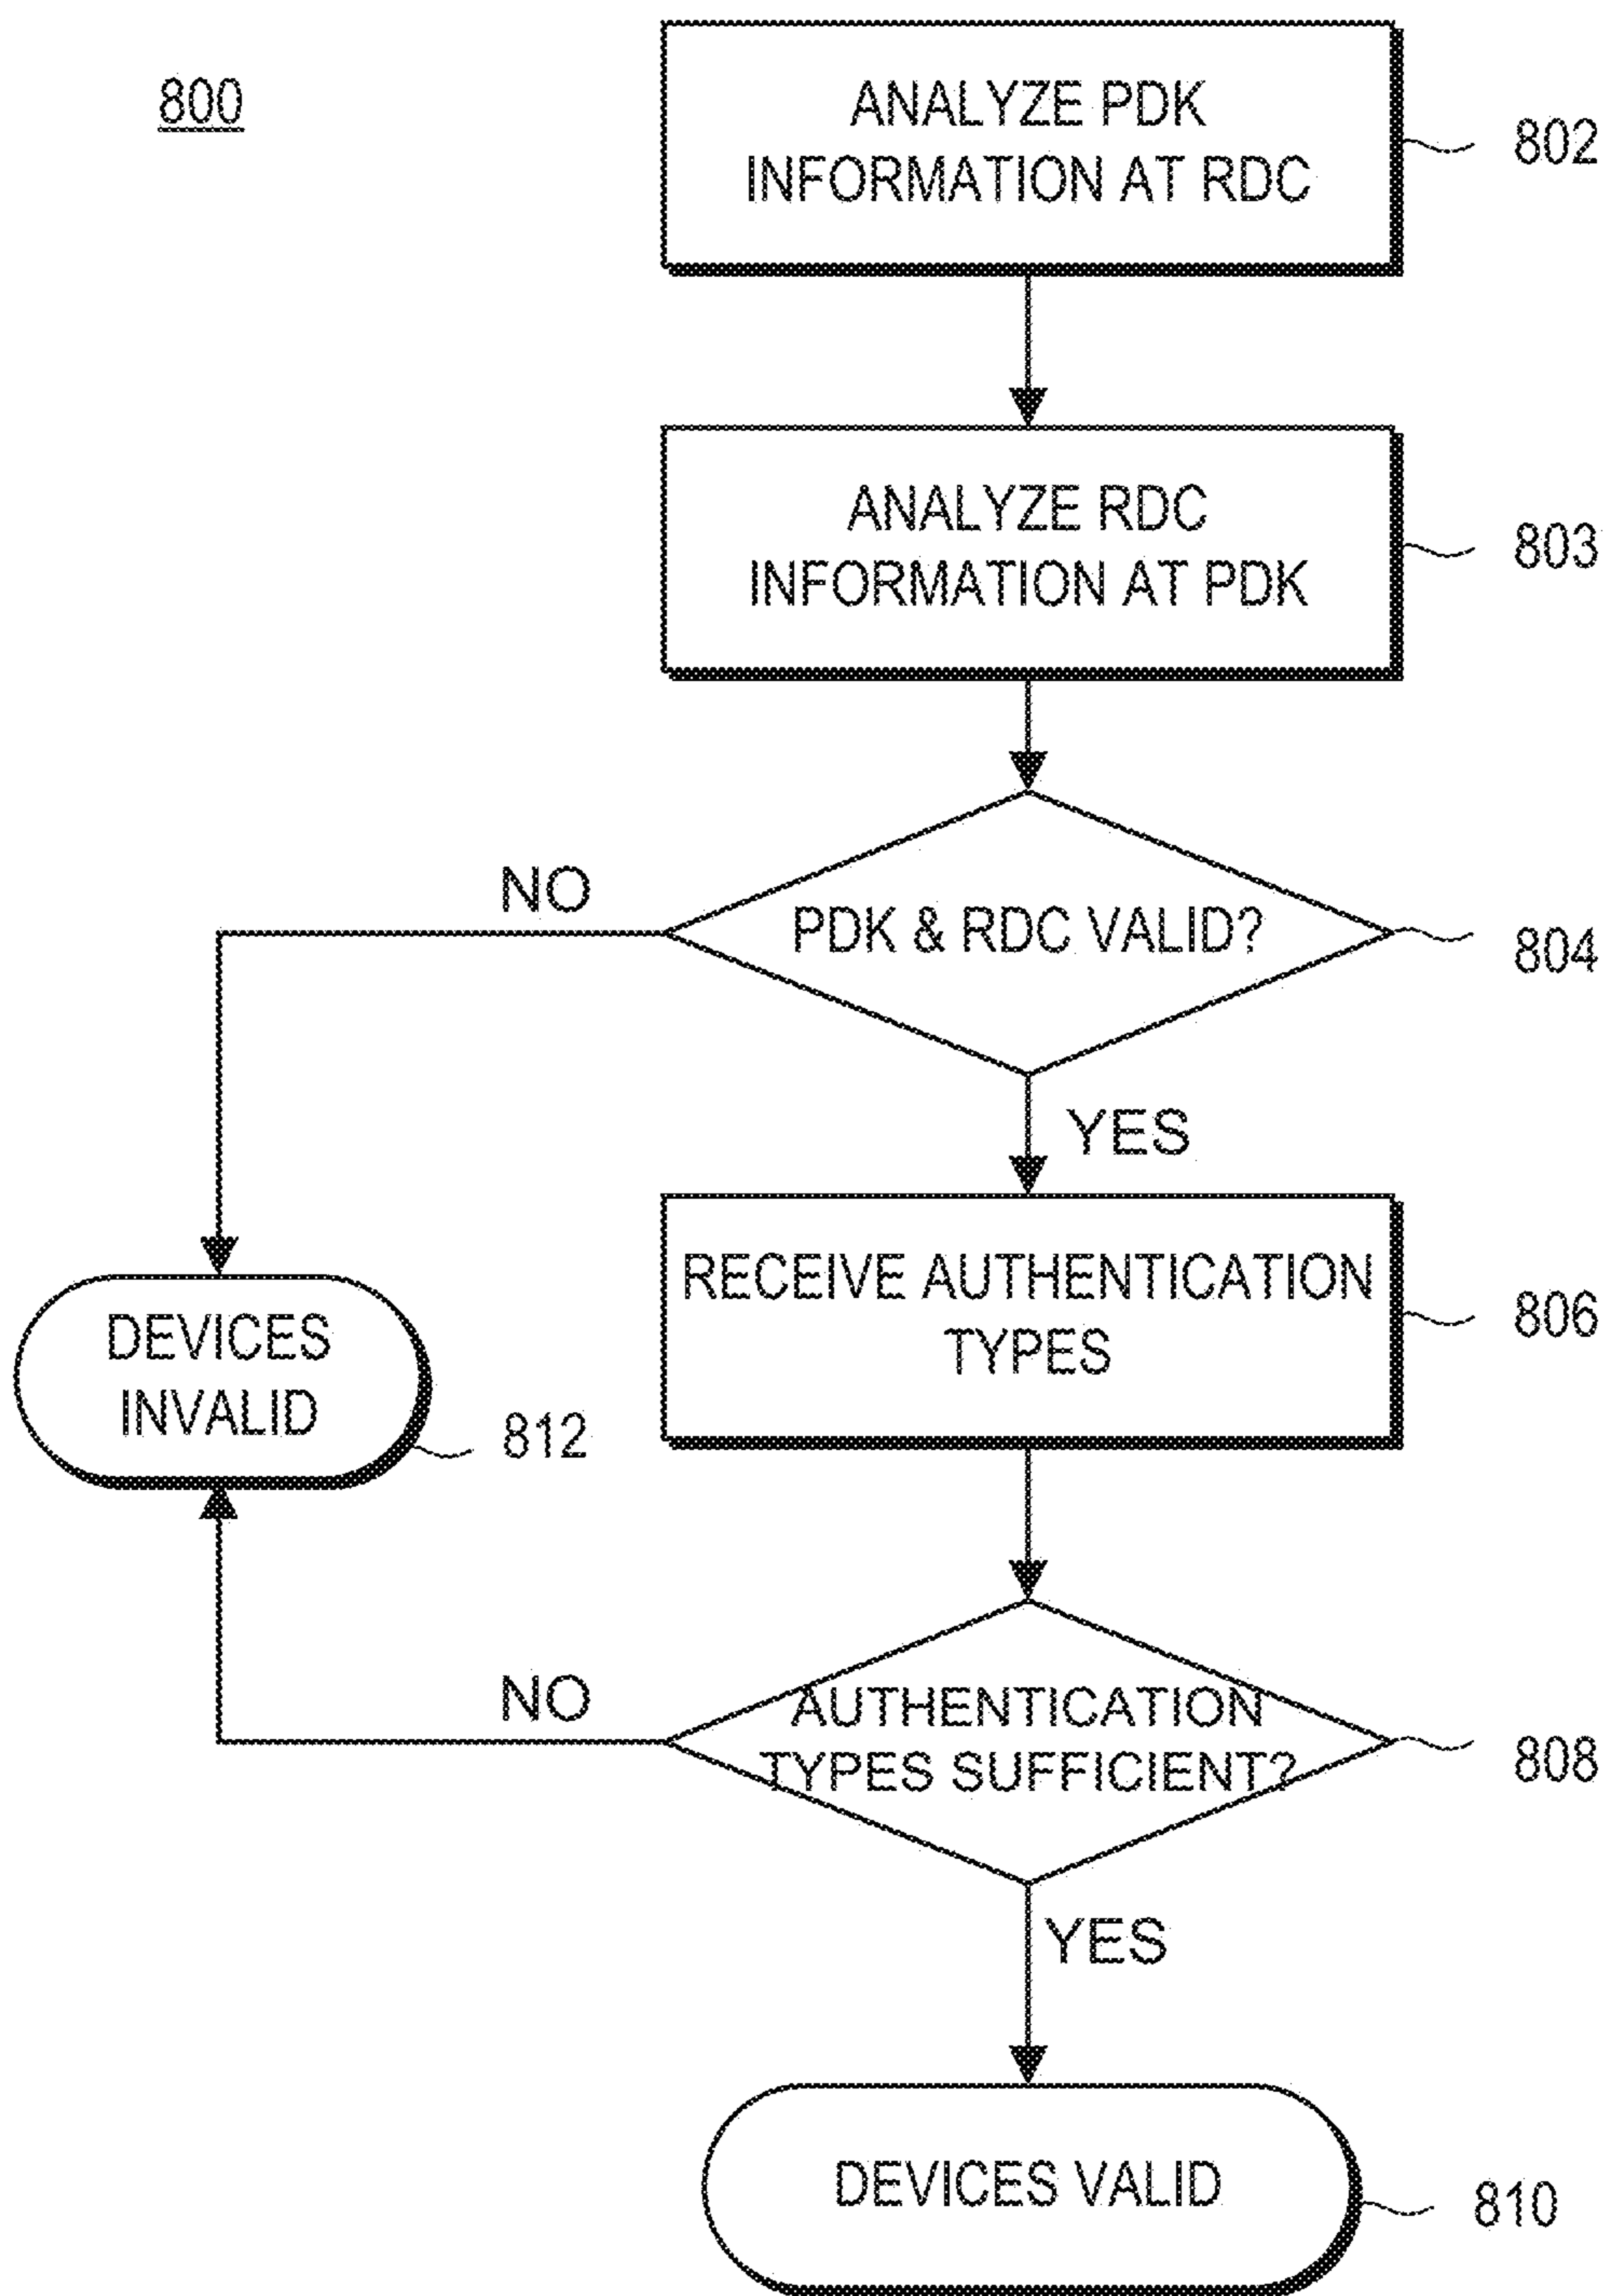 800
ANALYZE PDK
INFORMATION AT RDC
802
ANALYZE RDC
INFORMATION AT PDK
803
NO
PDK & RDC VALID?
804
YES
RECEIVE AUTHENTICATION
TYPES
806
DEVICES
INVALID
812
NO
AUTHENTICATION
TYPES SUFFICIENT?
808
YES
DEVICES VALID
810